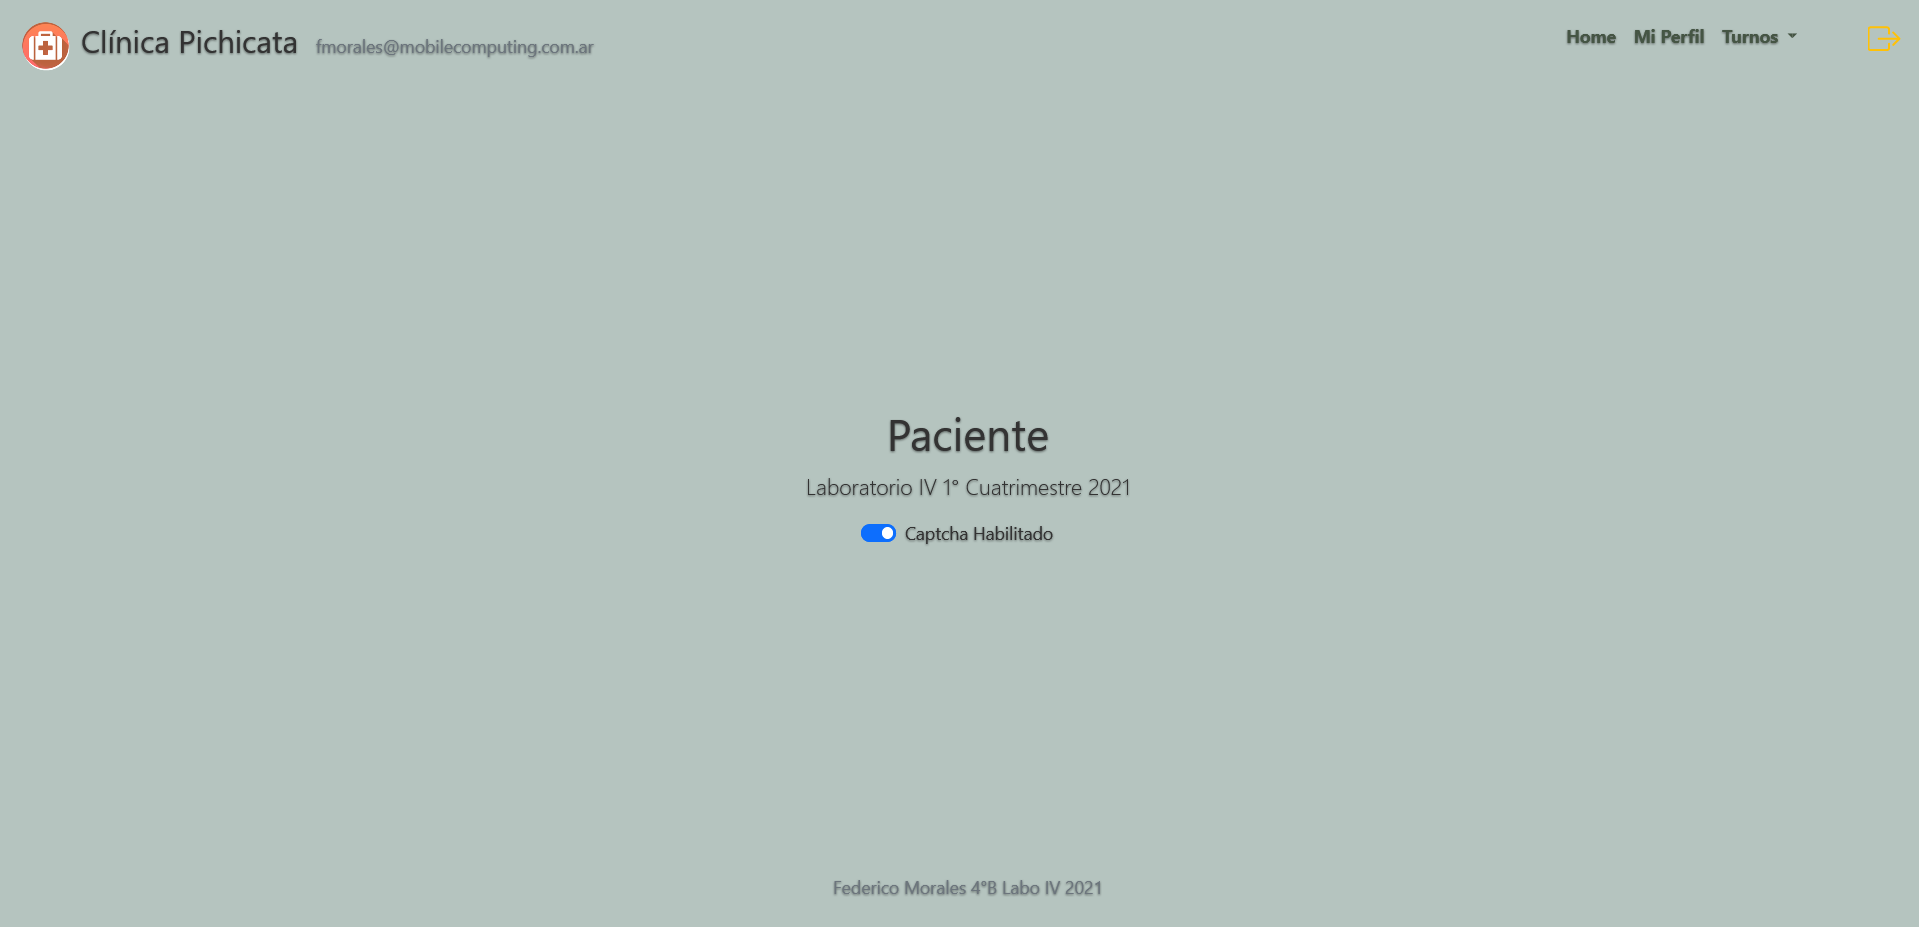 Clínica Pichicata fmorales@mobilecomputing.com.ar Home Mi Perfil Turnos
Paciente
Laboratorio IV 1° Cuatrimestre 2021
Captcha Habilitado
Federico Morales 4°B Labo IV 2021